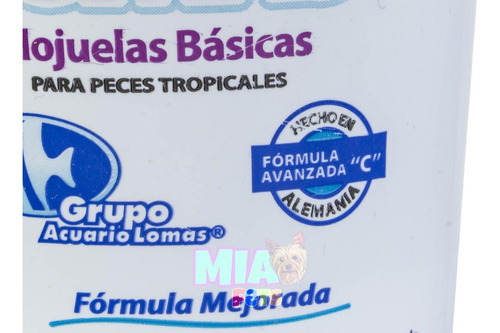 Hojuelas Básicas
PARA PECES TROPICALES
HECHO EN
FÓRMULA
AVANZADA "C"
ALEMANIA
Grupo
Acuario Lomas®
MIA
Fórmula Mejorada